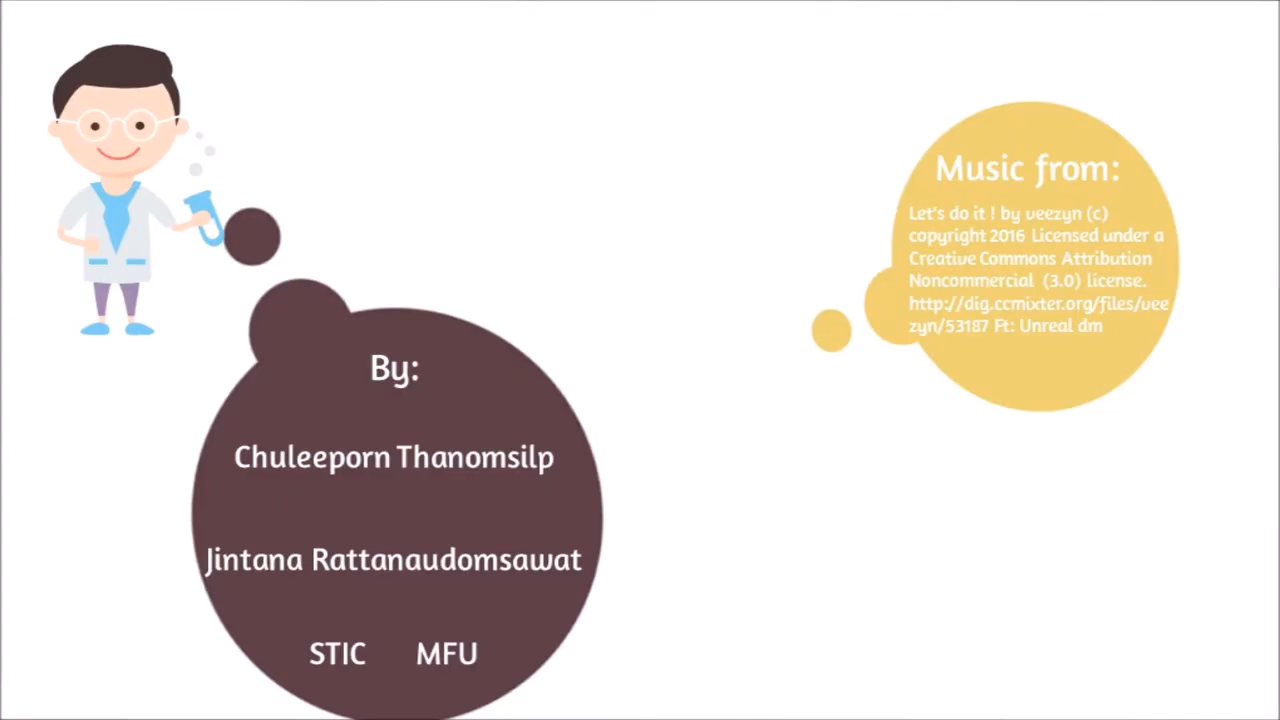 By:
Chuleeporn Thanomsilp
Jintana Rattanaudomsawat
STIC MFU
Music from:
Let's do it ! by veezyn (c)
copyright 2016 Licensed under a
Creative Commons Attribution
Noncommercial (3.0) license.
http://dig.ccmixter.org/files/vee
zyn/53187 Ft: Unreal dm